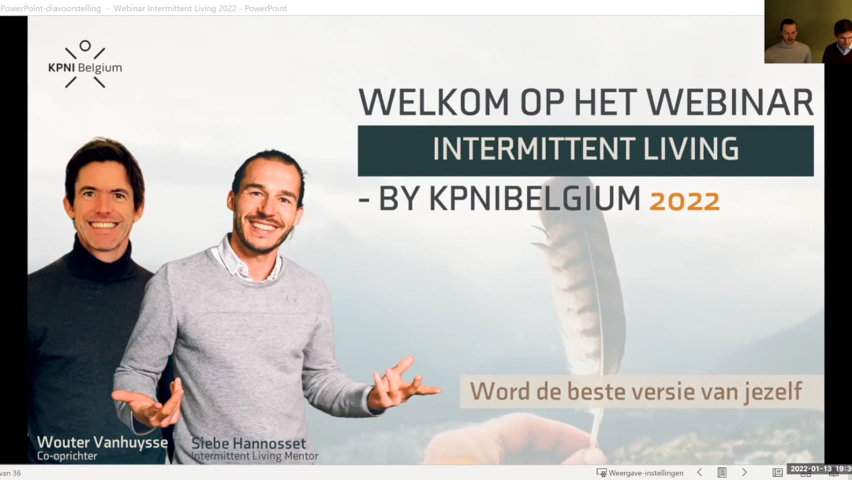 PowerPoint-diavoorstelling - Webinar Intermittent Living 2022 - PowerPoint
KPNI Belgium
WELKOM OP HET WEBINAR
INTERMITTENT LIVING
- BY KPNIBELGIUM 2022
Word de beste versie van jezelf
Wouter Vanhuysse
Co-oprichter
Siebe Hannosset
Intermittent Living Mentor
van 36
Weergave-instellingen
2022-01-13 19:3